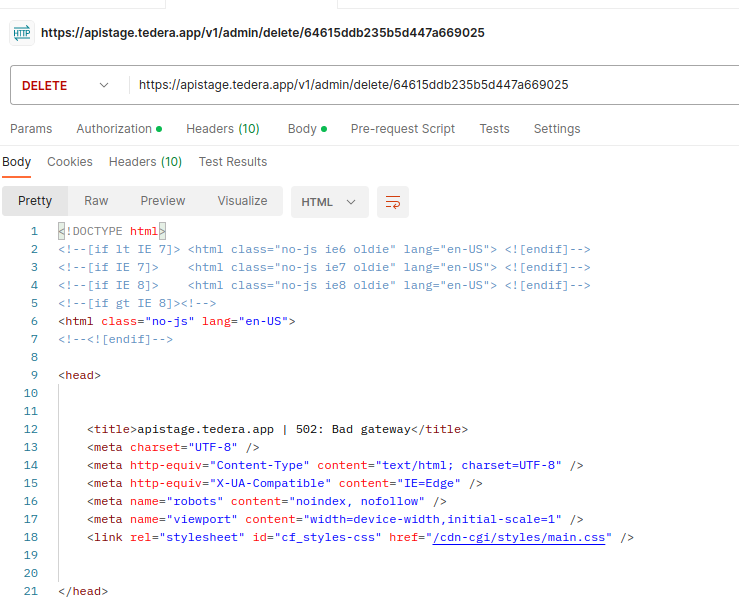 HTTP https://apistage.tedera.app/v1/admin/delete/64615ddb235b5d447a669025
DELETE https://apistage.tedera.app/v1/admin/delete/64615ddb235b5d447a669025
Params Authorization Headers (10) Body Pre-request Script Tests Settings
Body Cookies Headers (10) Test Results
Pretty Raw Preview Visualize HTML
1 <!DOCTYPE html>
2 <!--[if lt IE 7]> <html class="no-js ie6 oldie" lang="en-US"> <![endif]-->
3 <!--[if IE 7]>    <html class="no-js ie7 oldie" lang="en-US"> <![endif]-->
4 <!--[if IE 8]>    <html class="no-js ie8 oldie" lang="en-US"> <![endif]-->
5 <!--[if gt IE 8]><!-->
6 <html class="no-js" lang="en-US">
7 <!--<![endif]-->
8
9 <head>
10
11
12     <title>apistage.tedera.app | 502: Bad gateway</title>
13     <meta charset="UTF-8" />
14     <meta http-equiv="Content-Type" content="text/html; charset=UTF-8" />
15     <meta http-equiv="X-UA-Compatible" content="IE=Edge" />
16     <meta name="robots" content="noindex, nofollow" />
17     <meta name="viewport" content="width=device-width,initial-scale=1" />
18     <link rel="stylesheet" id="cf_styles-css" href="/cdn-cgi/styles/main.css" />
19
20
21 </head>